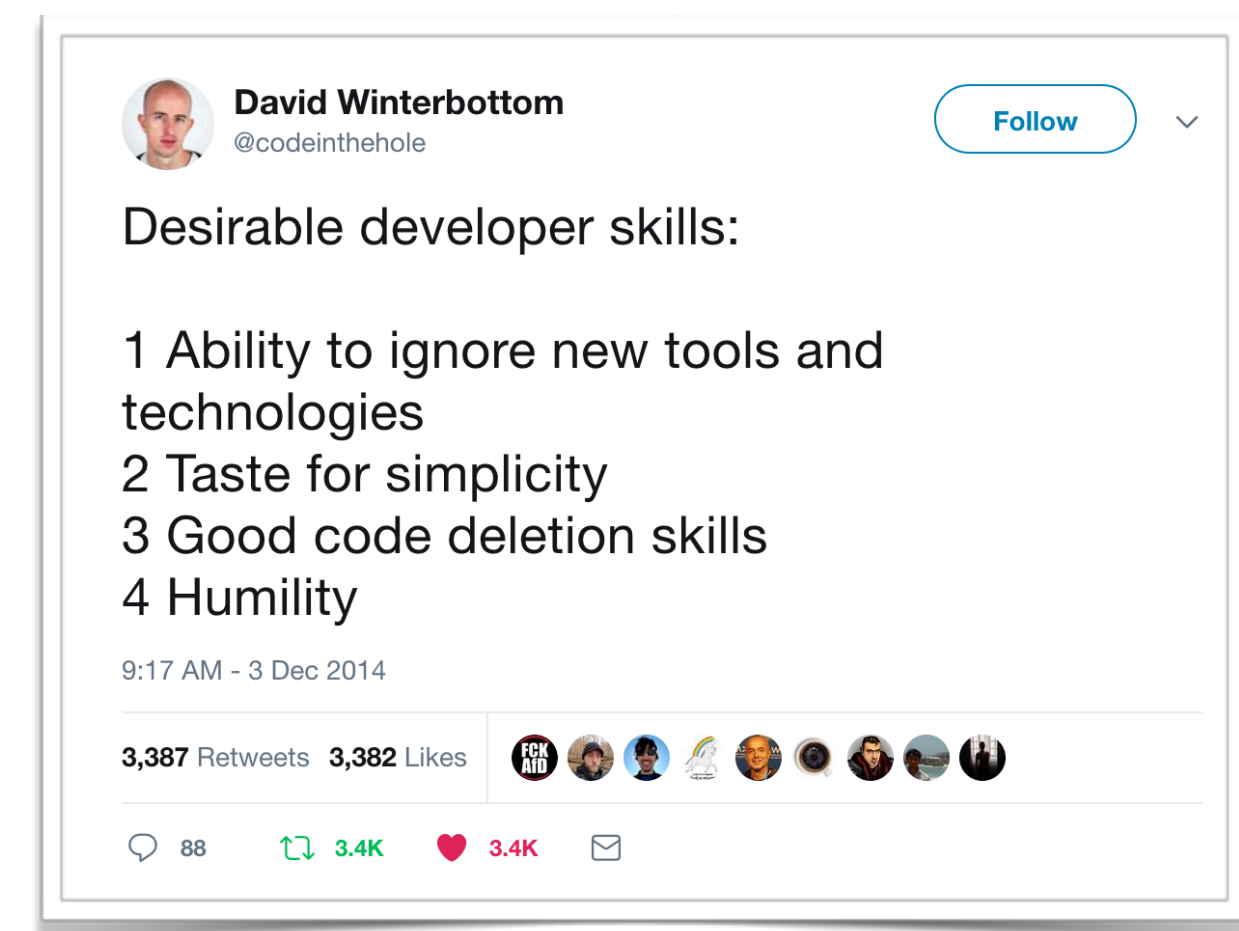 David Winterbottom
@codeinthehole
Follow
Desirable developer skills:
1 Ability to ignore new tools and
technologies
2 Taste for simplicity
3 Good code deletion skills
4 Humility
9:17 AM - 3 Dec 2014
3,387 Retweets 3,382 Likes
FCK
AfD
88 3.4K 3.4K